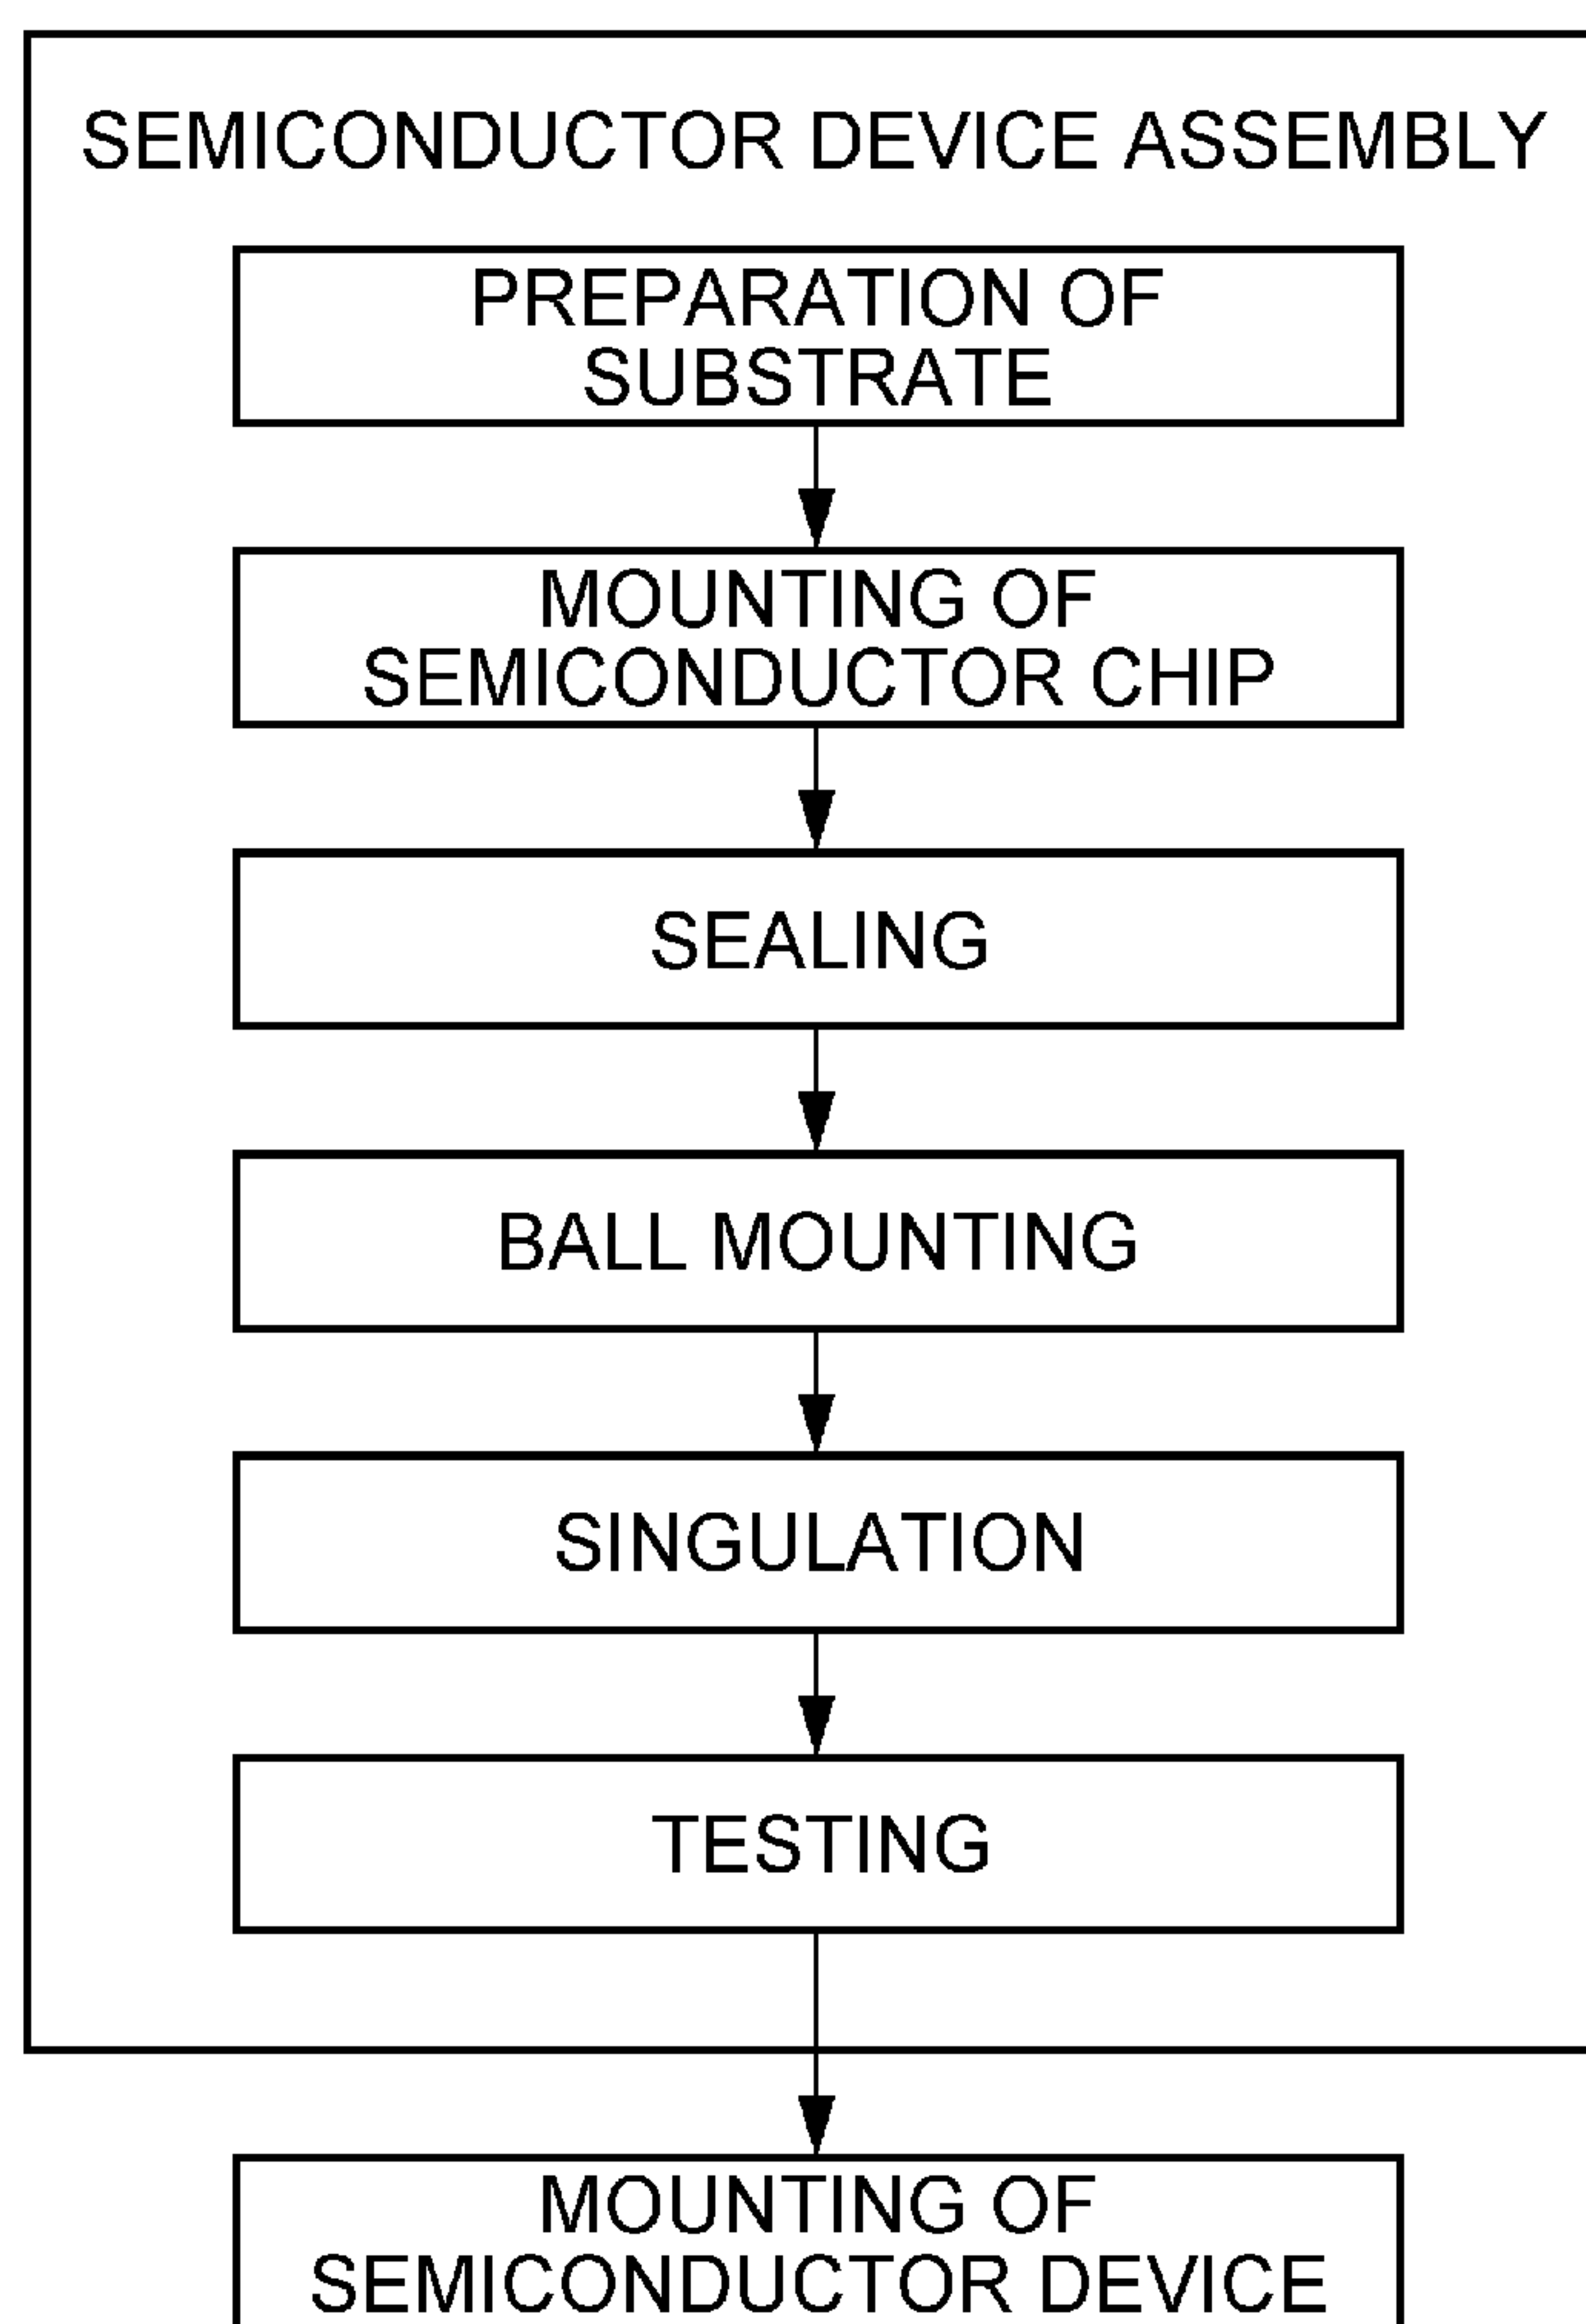 SEMICONDUCTOR DEVICE ASSEMBLY
PREPARATION OF
SUBSTRATE
MOUNTING OF
SEMICONDUCTOR CHIP
SEALING
BALL MOUNTING
SINGULATION
TESTING
MOUNTING OF
SEMICONDUCTOR DEVICE